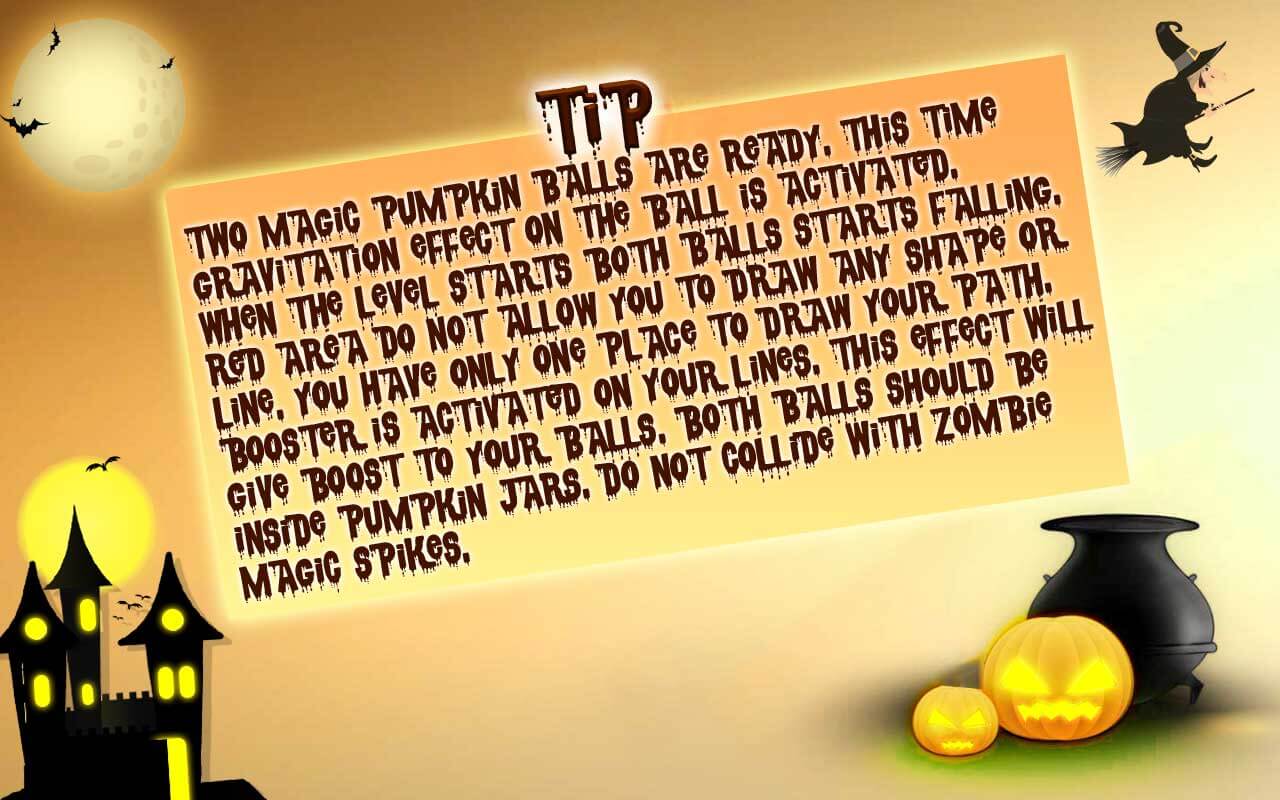 TiP
TWO MAGIC PUMPKIN BALLS ARE READY. THIS TIME
GRAVITATION EFFECT ON THE BALL IS ACTIVATED.
WHEN THE LEVEL STARTS BOTH BALLS STARTS FALLING.
RED AREA DO NOT ALLOW YOU TO DRAW ANY SHAPE OR
LINE. YOU HAVE ONLY ONE PLACE TO DRAW YOUR PATH.
BOOSTER IS ACTIVATED ON YOUR LINES. THIS EFFECT WILL
GIVE BOOST TO YOUR BALLS. BOTH BALLS SHOULD BE
INSIDE PUMPKIN JARS. DO NOT COLLIDE WITH ZOMBIE
MAGIC SPIKES.